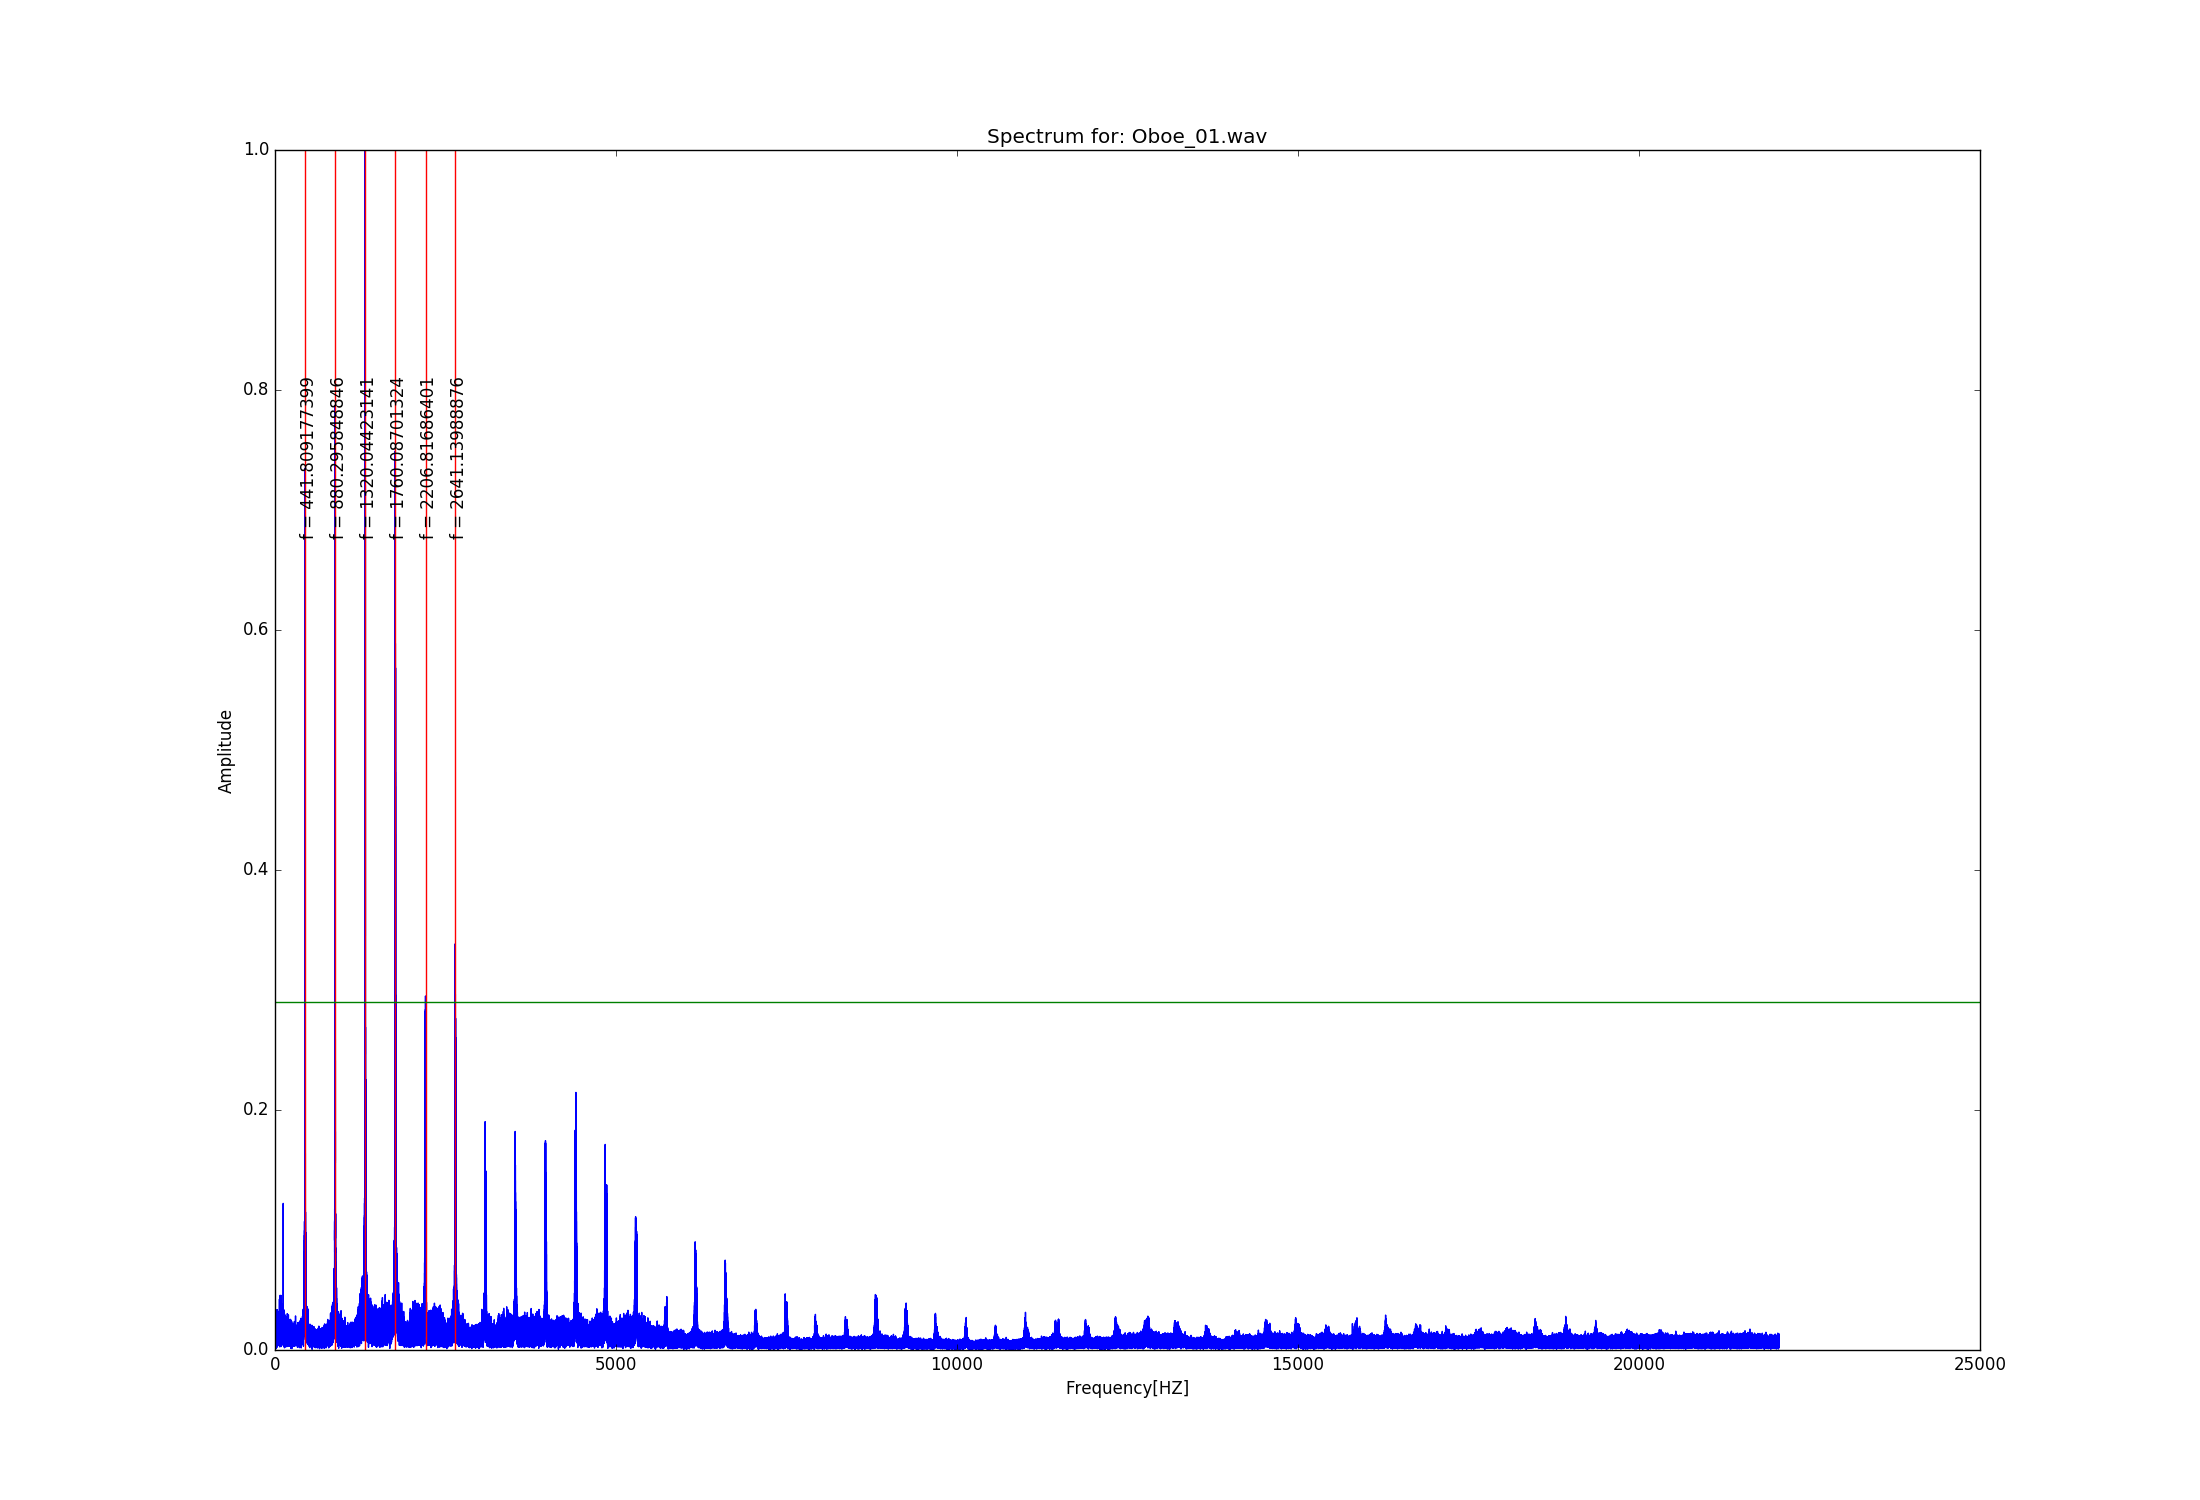 Spectrum for: Oboe_01.wav
1.0
0.8
0.6
0.4
0.2
0.0
Amplitude
f = 441.809177399
f = 880.295848846
f = 1320.04423141
f = 1760.08701324
f = 2206.81686401
f = 2641.13988876
0 5000 10000 15000 20000 25000
Frequency[HZ]